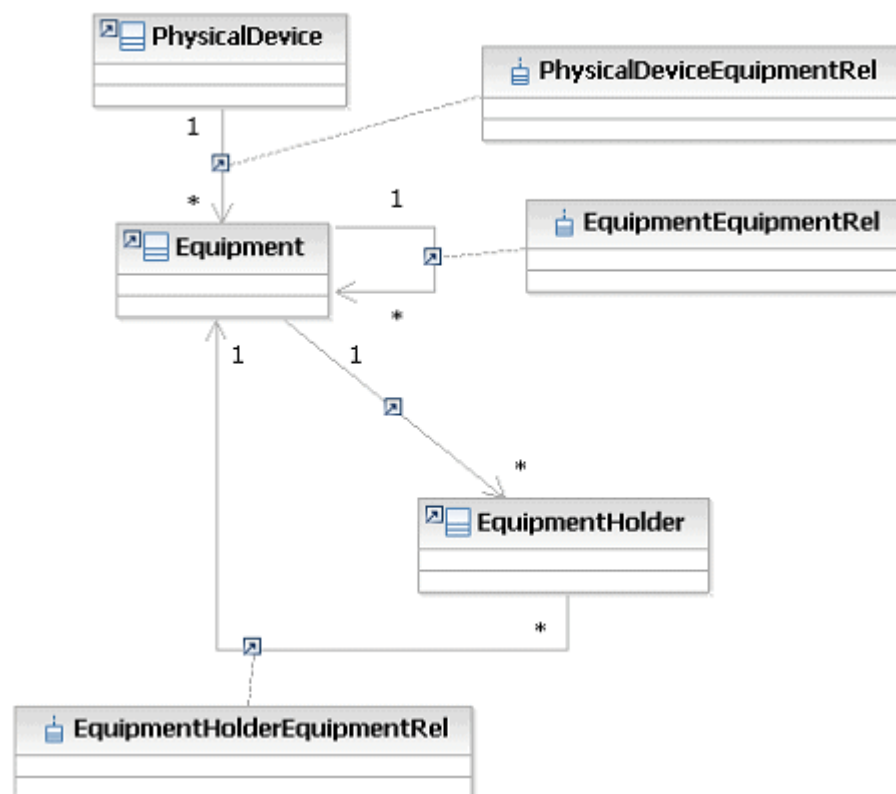 PhysicalDevice
PhysicalDeviceEquipmentRel
1
*
1
EquipmentEquipmentRel
Equipment
*
1
1
*
EquipmentHolder
*
EquipmentHolderEquipmentRel